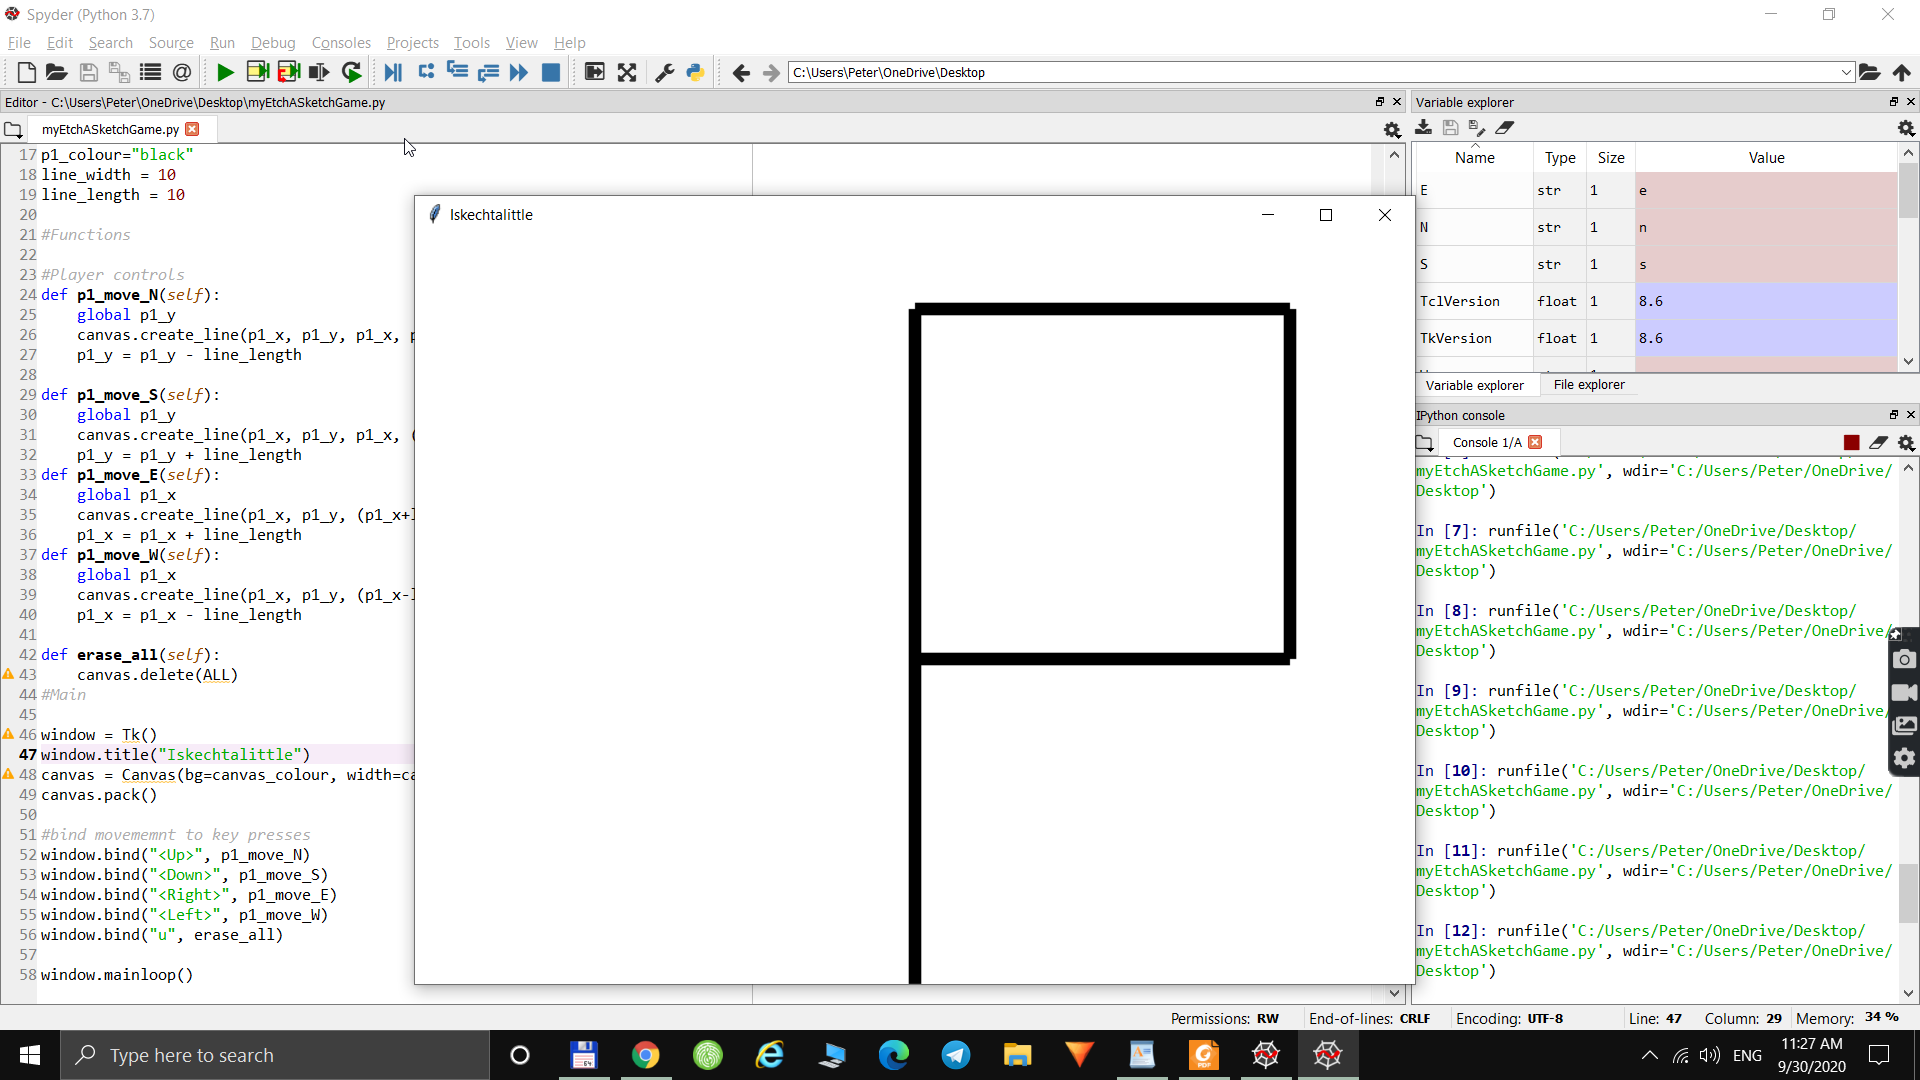 Spyder (Python 3.7)
File Edit Search Source Run Debug Consoles Projects Tools View Help
C:\Users\Peter\OneDrive\Desktop
Editor - C:\Users\Peter\OneDrive\Desktop\myEtchASketchGame.py
myEtchASketchGame.py
17 p1_colour="black"
18 line_width = 10
19 line_length = 10
20
21 #Functions
22
23 #Player controls
24 def p1_move_N(self):
25 global p1_y
26 canvas.create_line(p1_x, p1_y, p1_x, p
27 p1_y = p1_y - line_length
28
29 def p1_move_S(self):
30 global p1_y
31 canvas.create_line(p1_x, p1_y, p1_x, (
32 p1_y = p1_y + line_length
33 def p1_move_E(self):
34 global p1_x
35 canvas.create_line(p1_x, p1_y, (p1_x+l
36 p1_x = p1_x + line_length
37 def p1_move_W(self):
38 global p1_x
39 canvas.create_line(p1_x, p1_y, (p1_x-l
40 p1_x = p1_x - line_length
41
42 def erase_all(self):
43 canvas.delete(ALL)
44 #Main
45
46 window = Tk()
47 window.title("Iskechtalittle")
48 canvas = Canvas(bg=canvas_colour, width=ca
49 canvas.pack()
50
51 #bind movememnt to key presses
52 window.bind("<Up>", p1_move_N)
53 window.bind("<Down>", p1_move_S)
54 window.bind("<Right>", p1_move_E)
55 window.bind("<Left>", p1_move_W)
56 window.bind("u", erase_all)
57
58 window.mainloop()
Iskechtalittle
Variable explorer
Name Type Size Value
E str 1 e
N str 1 n
S str 1 s
TclVersion float 1 8.6
TkVersion float 1 8.6
Variable explorer File explorer
IPython console
Console 1/A
myEtchASketchGame.py', wdir='C:/Users/Peter/OneDrive/
Desktop')
In [7]: runfile('C:/Users/Peter/OneDrive/Desktop/
myEtchASketchGame.py', wdir='C:/Users/Peter/OneDrive/
Desktop')
In [8]: runfile('C:/Users/Peter/OneDrive/Desktop/
myEtchASketchGame.py', wdir='C:/Users/Peter/OneDrive/
Desktop')
In [9]: runfile('C:/Users/Peter/OneDrive/Desktop/
myEtchASketchGame.py', wdir='C:/Users/Peter/OneDrive/
Desktop')
In [10]: runfile('C:/Users/Peter/OneDrive/Desktop/
myEtchASketchGame.py', wdir='C:/Users/Peter/OneDrive/
Desktop')
In [11]: runfile('C:/Users/Peter/OneDrive/Desktop/
myEtchASketchGame.py', wdir='C:/Users/Peter/OneDrive/
Desktop')
In [12]: runfile('C:/Users/Peter/OneDrive/Desktop/
myEtchASketchGame.py', wdir='C:/Users/Peter/OneDrive/
Desktop')
Permissions: RW End-of-lines: CRLF Encoding: UTF-8 Line: 47 Column: 29 Memory: 34 %
Type here to search
64
PDF
ENG
11:27 AM
9/30/2020